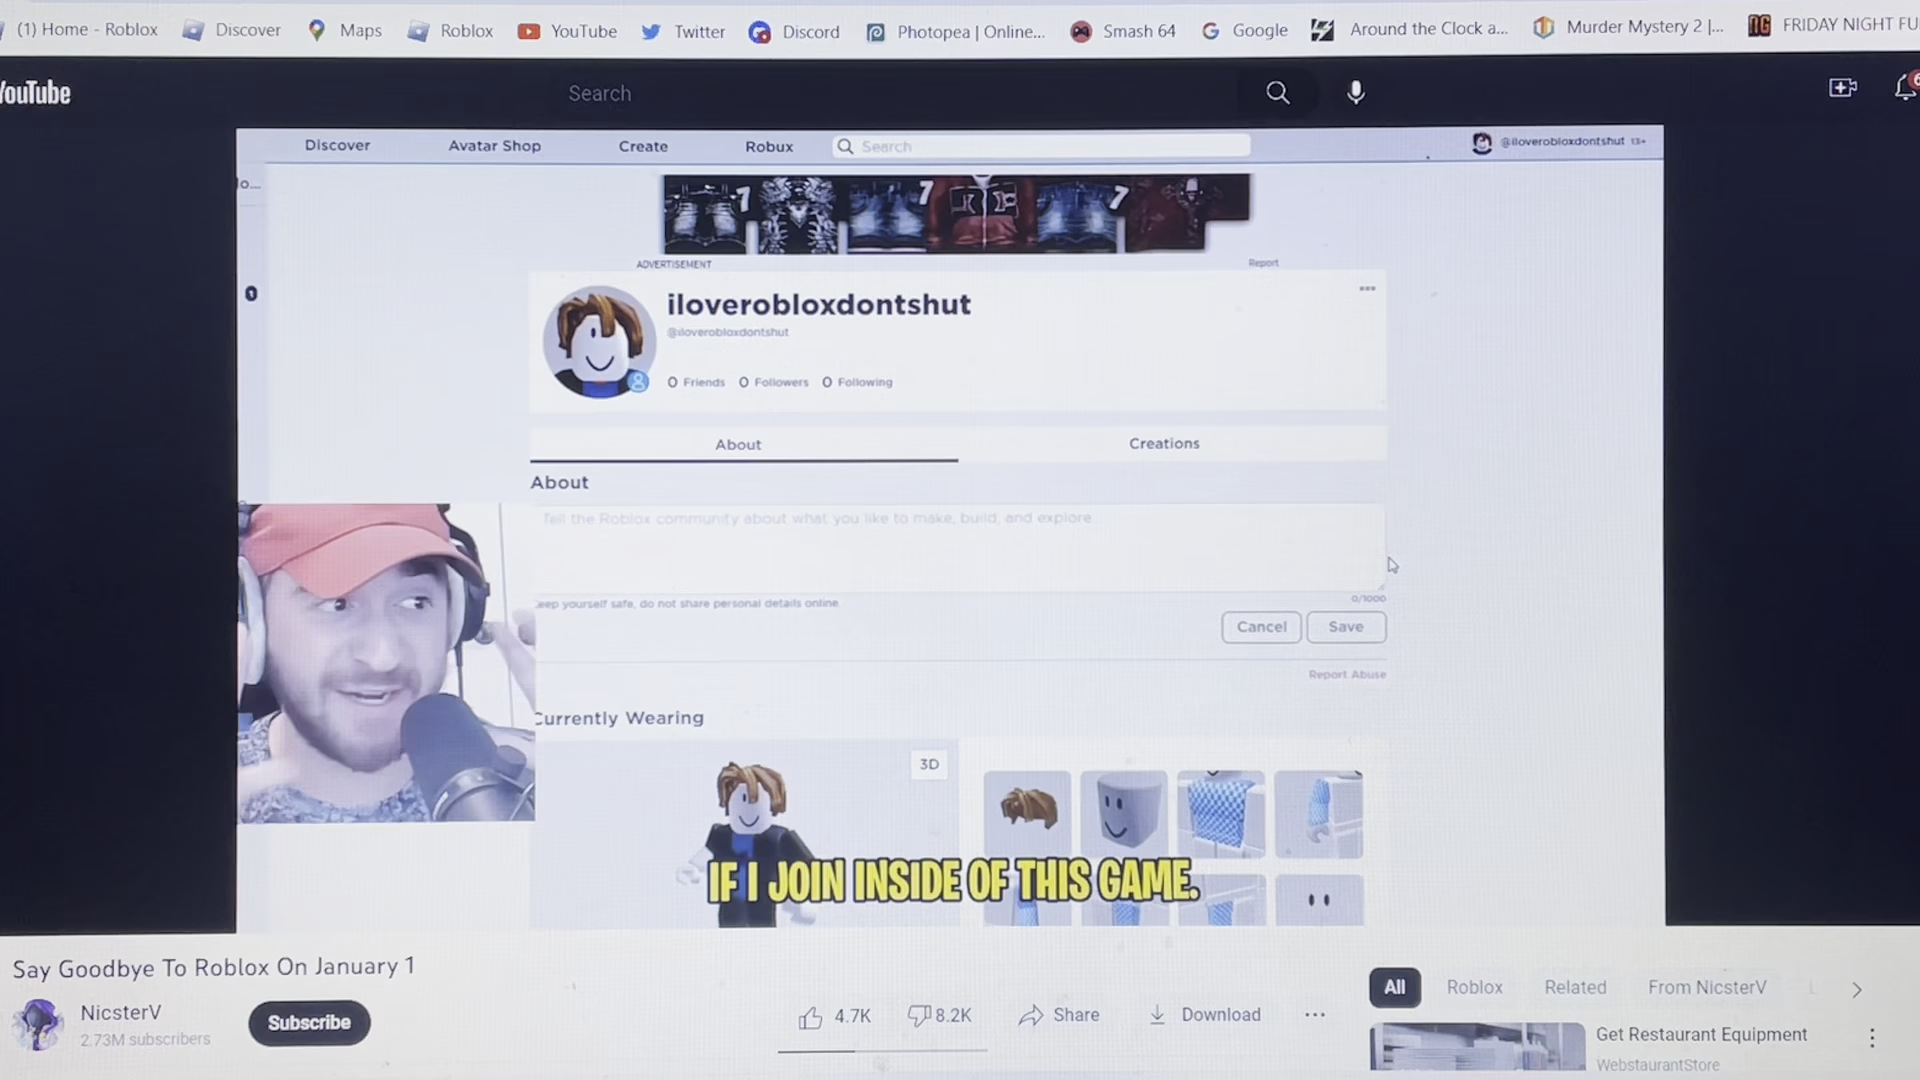 (1) Home - Roblox Discover Maps Roblox YouTube Twitter Discord Photopea | Online... Smash 64 Google Around the Clock a... Murder Mystery 2 |... FRIDAY NIGHT FU
YouTube Search
Discover Avatar Shop Create Robux Search @iloverobloxdontshut 13+
lo...
7 7 7
ADVERTISEMENT Report
iloverobloxdontshut
@iloverobloxdontshut
0 Friends 0 Followers 0 Following
About Creations
About
Tell the Roblox community about what you like to make, build, and explore
eep yourself safe, do not share personal details online 0/1000
Cancel Save
Report Abuse
Currently Wearing
3D
IF I JOIN INSIDE OF THIS GAME.
Say Goodbye To Roblox On January 1
NicsterV
2.73M subscribers
Subscribe
4.7K 8.2K Share Download ...
All Roblox Related From NicsterV L
Get Restaurant Equipment
WebstaurantStore